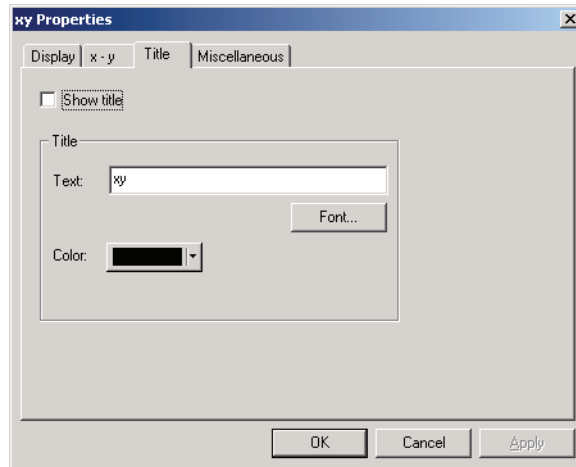 xy Properties
Display x - y Title Miscellaneous
Show title
Title
Text: xy
Font...
Color:
OK Cancel Apply